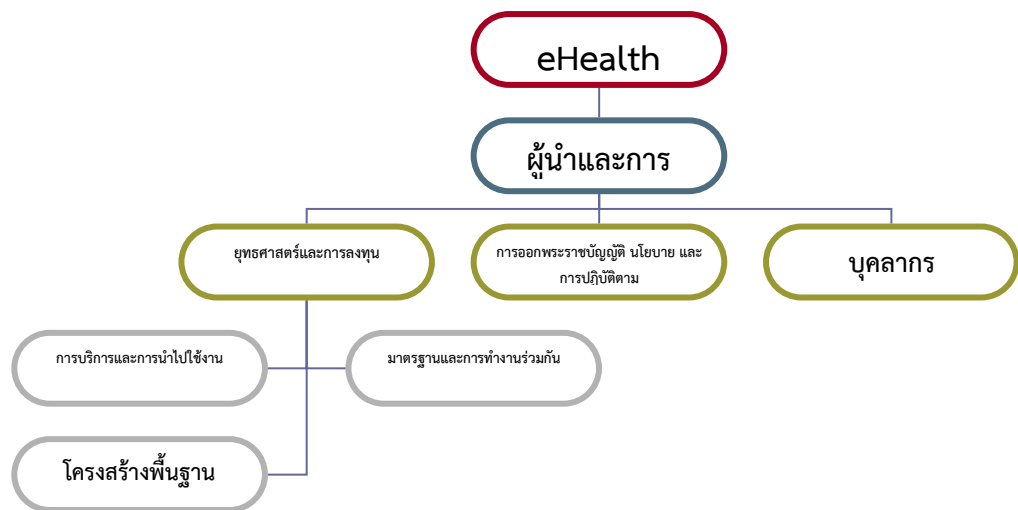 eHealth
ผู้นำและการ
ยุทธศาสตร์และการลงทุน
การออกพระราชบัญญัติ นโยบาย และ
การปฏิบัติตาม
บุคลากร
การบริการและการนำไปใช้งาน
มาตรฐานและการทำงานร่วมกัน
โครงสร้างพื้นฐาน